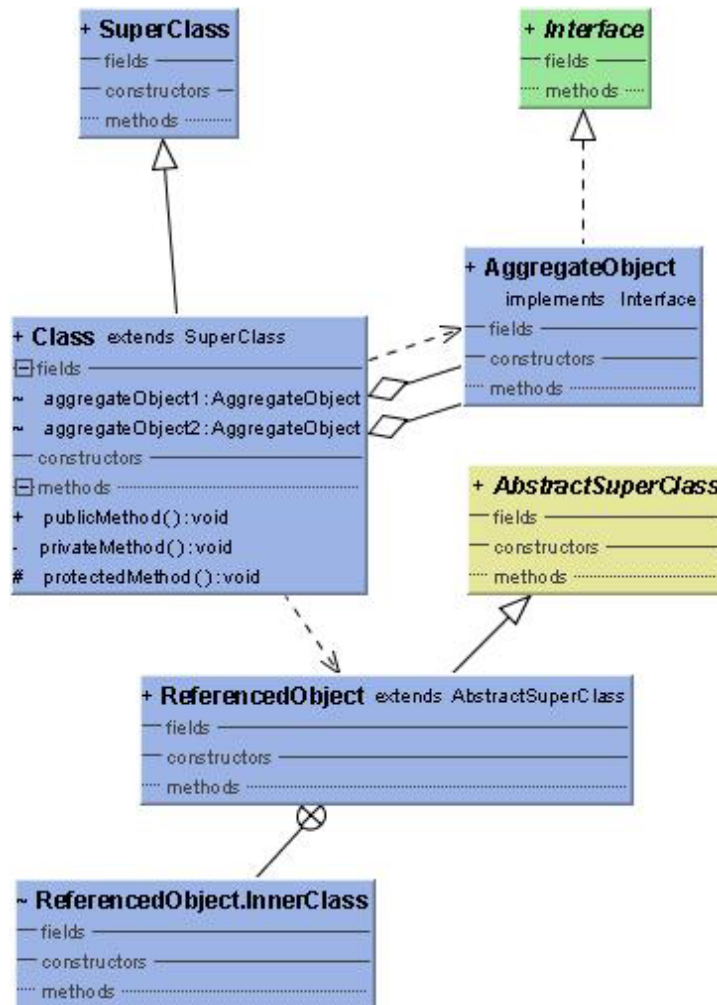 + SuperClass
fields
constructors
methods
+ Interface
fields
methods
+ AggregateObject
implements Interface
fields
constructors
methods
+ Class extends SuperClass
fields
~ aggregateObject1:AggregateObject
~ aggregateObject2:AggregateObject
constructors
methods
+ publicMethod():void
- privateMethod():void
# protectedMethod():void
+ AbstractSuperClass
fields
constructors
methods
+ ReferencedObject extends AbstractSuperClass
fields
constructors
methods
~ ReferencedObject.InnerClass
fields
constructors
methods